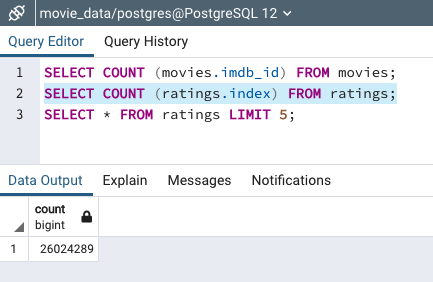 movie_data/postgres@PostgreSQL 12
Query Editor Query History
1 SELECT COUNT (movies.imdb_id) FROM movies;
2 SELECT COUNT (ratings.index) FROM ratings;
3 SELECT * FROM ratings LIMIT 5;
Data Output Explain Messages Notifications
count
bigint
1 26024289